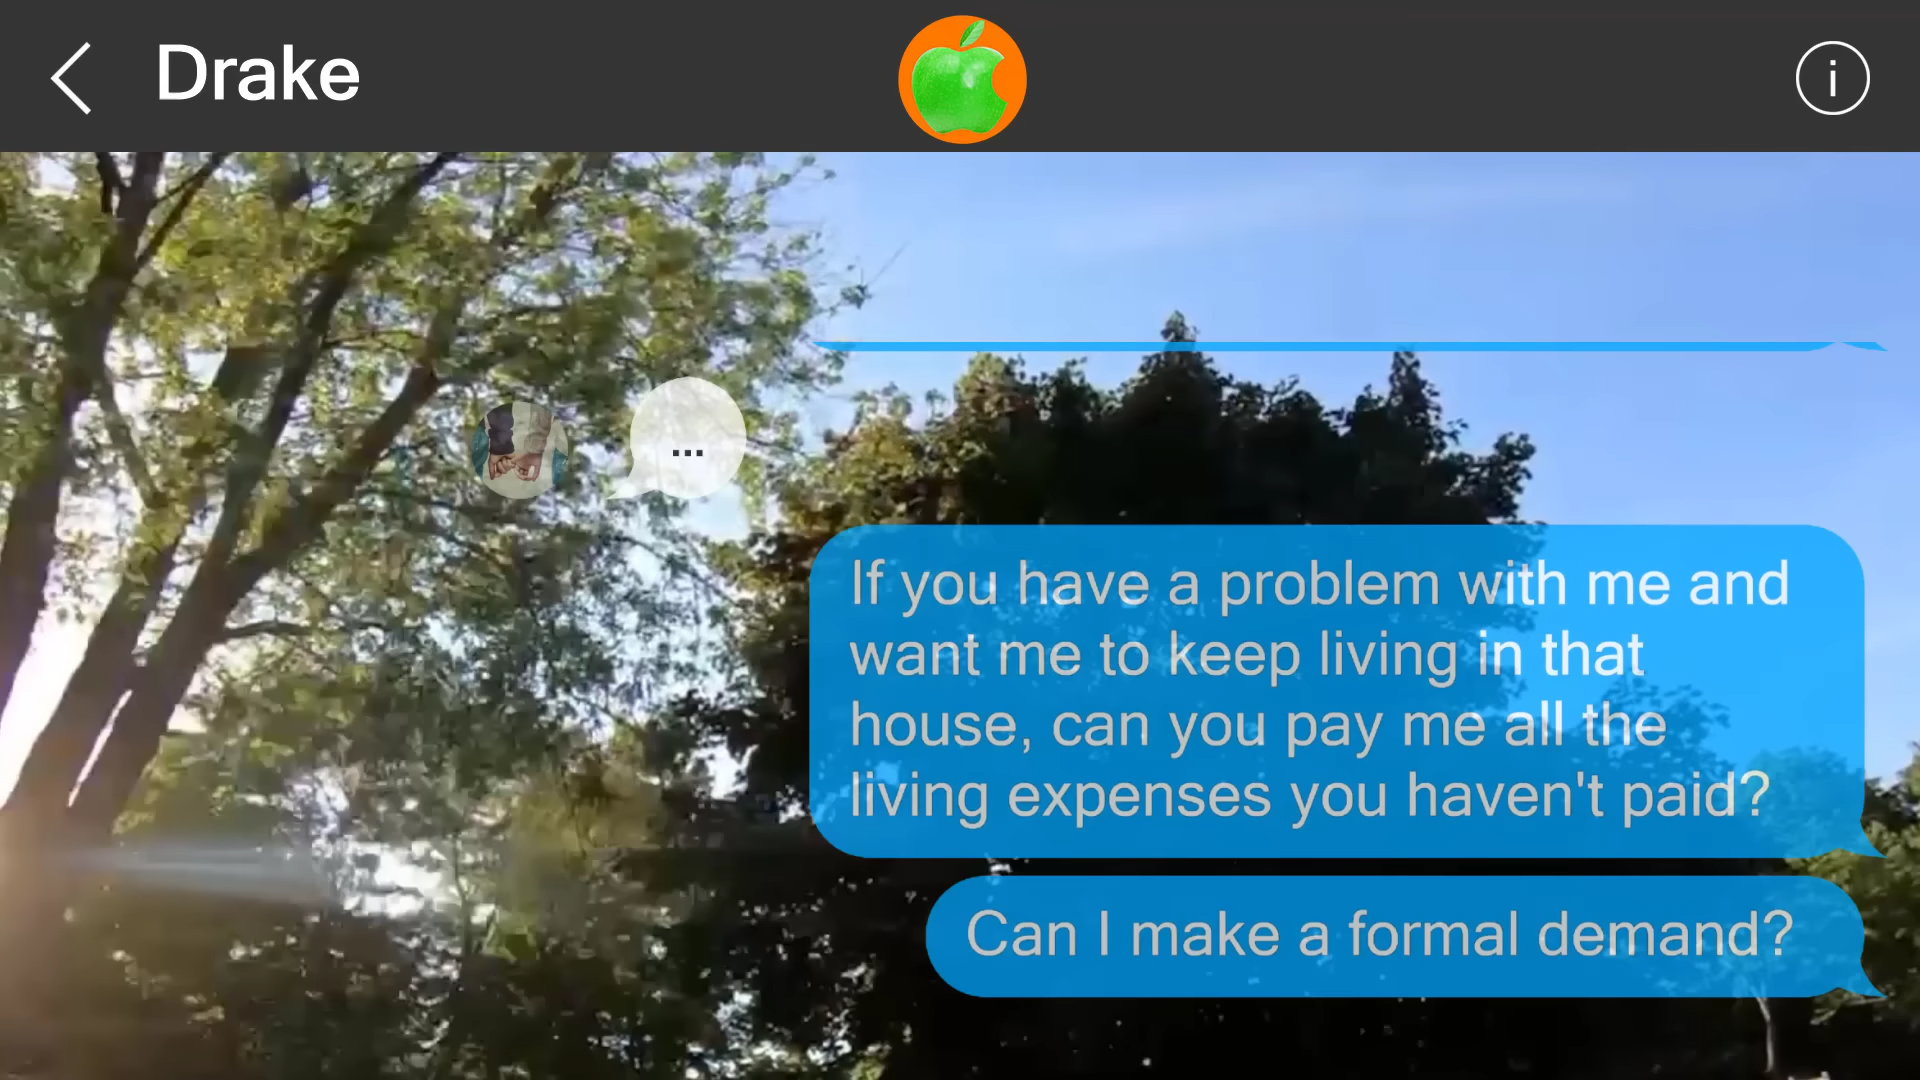 Drake
...
If you have a problem with me and
want me to keep living in that
house, can you pay me all the
living expenses you haven't paid?
Can I make a formal demand?